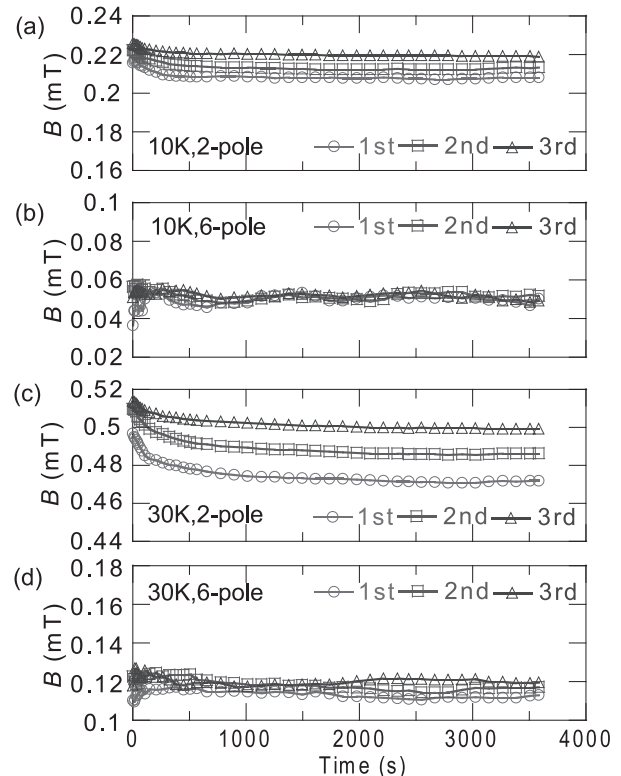 (a)
0.24
0.22
0.2
0.18
0.16
B (mT)
10K,2-pole
1st
2nd
3rd
(b)
0.1
0.08
0.06
0.04
0.02
B (mT)
10K,6-pole
1st
2nd
3rd
(c)
0.52
0.5
0.48
0.46
0.44
B (mT)
30K,2-pole
1st
2nd
3rd
(d)
0.18
0.16
0.14
0.12
0.1
B (mT)
30K,6-pole
1st
2nd
3rd
0
1000
2000
3000
4000
Time (s)